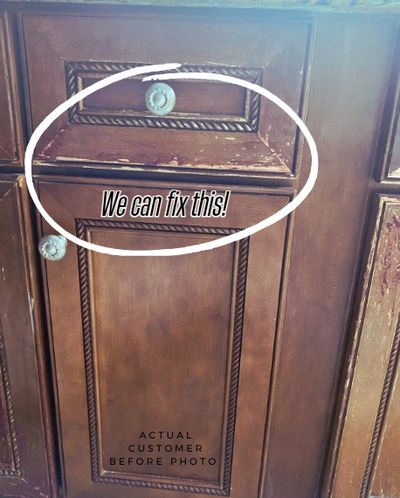 We can fix this!
ACTUAL
CUSTOMER
BEFORE PHOTO